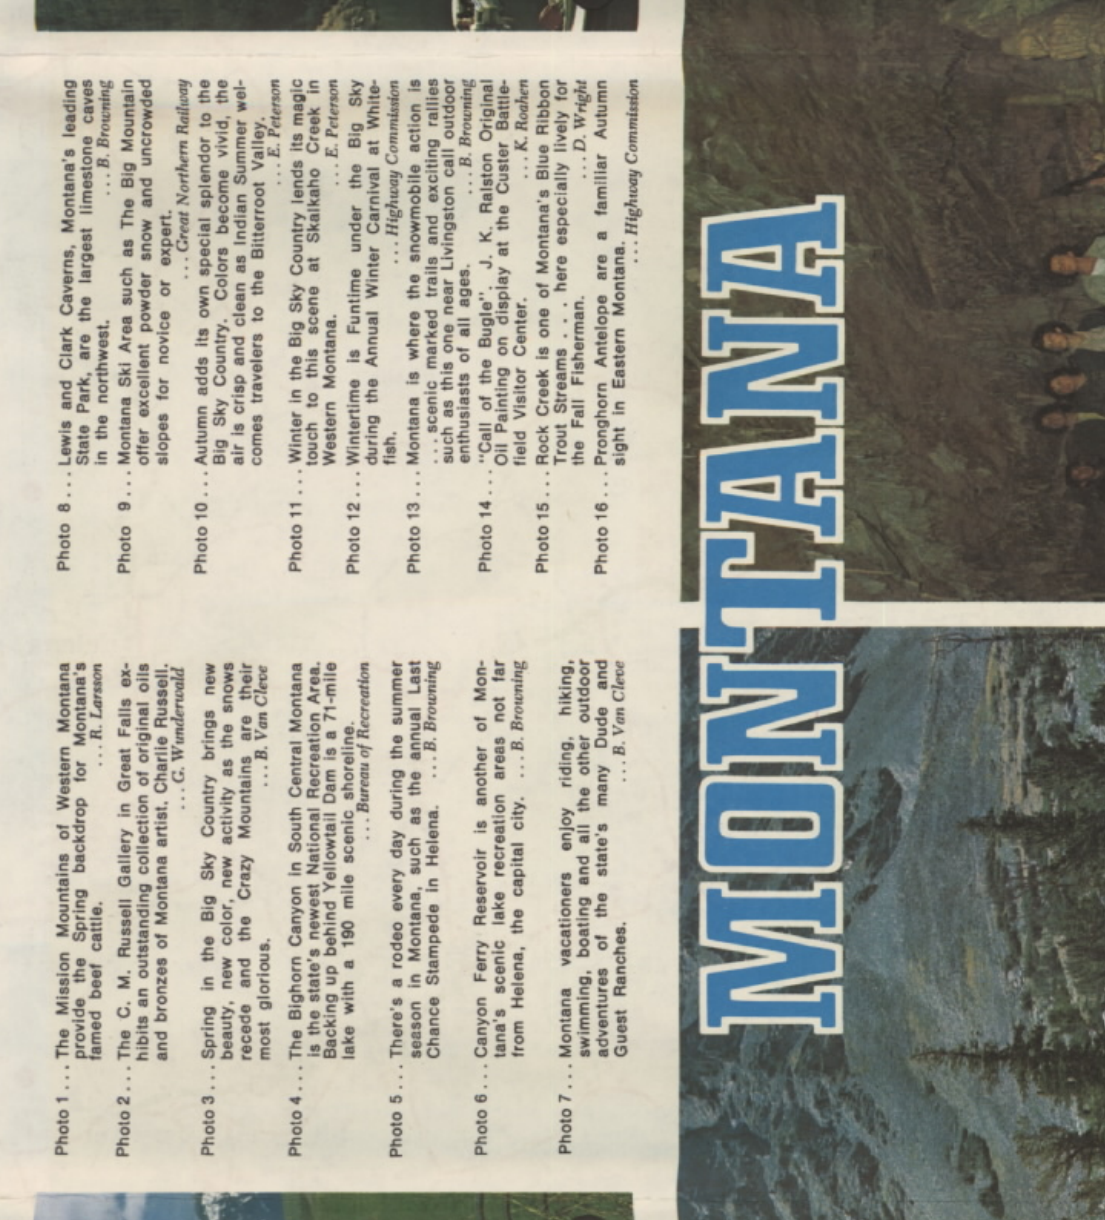 Photo 1 ... The Mission Mountains of Western Montana
provide the Spring backdrop for Montana's
famed beef cattle. ... R. Larsson
Photo 2 ... The C. M. Russell Gallery in Great Falls ex-
hibits an outstanding collection of original oils
and bronzes of Montana artist, Charlie Russell.
... G. Wunderwald
Photo 3 ... Spring in the Big Sky Country brings new
beauty, new color, new activity as the snows
recede and the Crazy Mountains are their
most glorious. ... B. Van Cleve
Photo 4 ... The Bighorn Canyon in South Central Montana
is the state's newest National Recreation Area.
Backing up behind Yellowtail Dam is a 71-mile
lake with a 190 mile scenic shoreline.
... Bureau of Recreation
Photo 5 ... There's a rodeo every day during the summer
season in Montana, such as the annual Last
Chance Stampede in Helena. ... B. Browning
Photo 6 ... Canyon Ferry Reservoir is another of Mon-
tana's scenic lake recreation areas not far
from Helena, the capital city. ... B. Browning
Photo 7 ... Montana vacationers enjoy riding, hiking,
swimming, boating and all the other outdoor
adventures of the state's many Dude and
Guest Ranches. ... B. Van Cleve
Photo 8 ... Lewis and Clark Caverns, Montana's leading
State Park, are the largest limestone caves
in the northwest. ... B. Browning
Photo 9 ... Montana Ski Area such as The Big Mountain
offer excellent powder snow and uncrowded
slopes for novice or expert.
... Great Northern Railway
Photo 10 ... Autumn adds its own special splendor to the
Big Sky Country. Colors become vivid, the
air is crisp and clean as Indian Summer wel-
comes travelers to the Bitterroot Valley.
... E. Peterson
Photo 11 ... Winter in the Big Sky Country lends its magic
touch to this scene at Skalkaho Creek in
Western Montana. ... E. Peterson
Photo 12 ... Wintertime is Funtime under the Big Sky
during the Annual Winter Carnival at White-
fish. ... Highway Commission
Photo 13 ... Montana is where the snowmobile action is
... scenic marked trails and exciting rallies
such as this one near Livingston call outdoor
enthusiasts of all ages. ... B. Browning
Photo 14 ... "Call of the Bugle". J. K. Ralston Original
Oil Painting on display at the Custer Battle-
field Visitor Center. ... K. Roahen
Photo 15 ... Rock Creek is one of Montana's Blue Ribbon
Trout Streams . . . here especially lively for
the Fall Fisherman. ... D. Wright
Photo 16 ... Pronghorn Antelope are a familiar Autumn
sight in Eastern Montana.
... Highway Commission
MONTANA